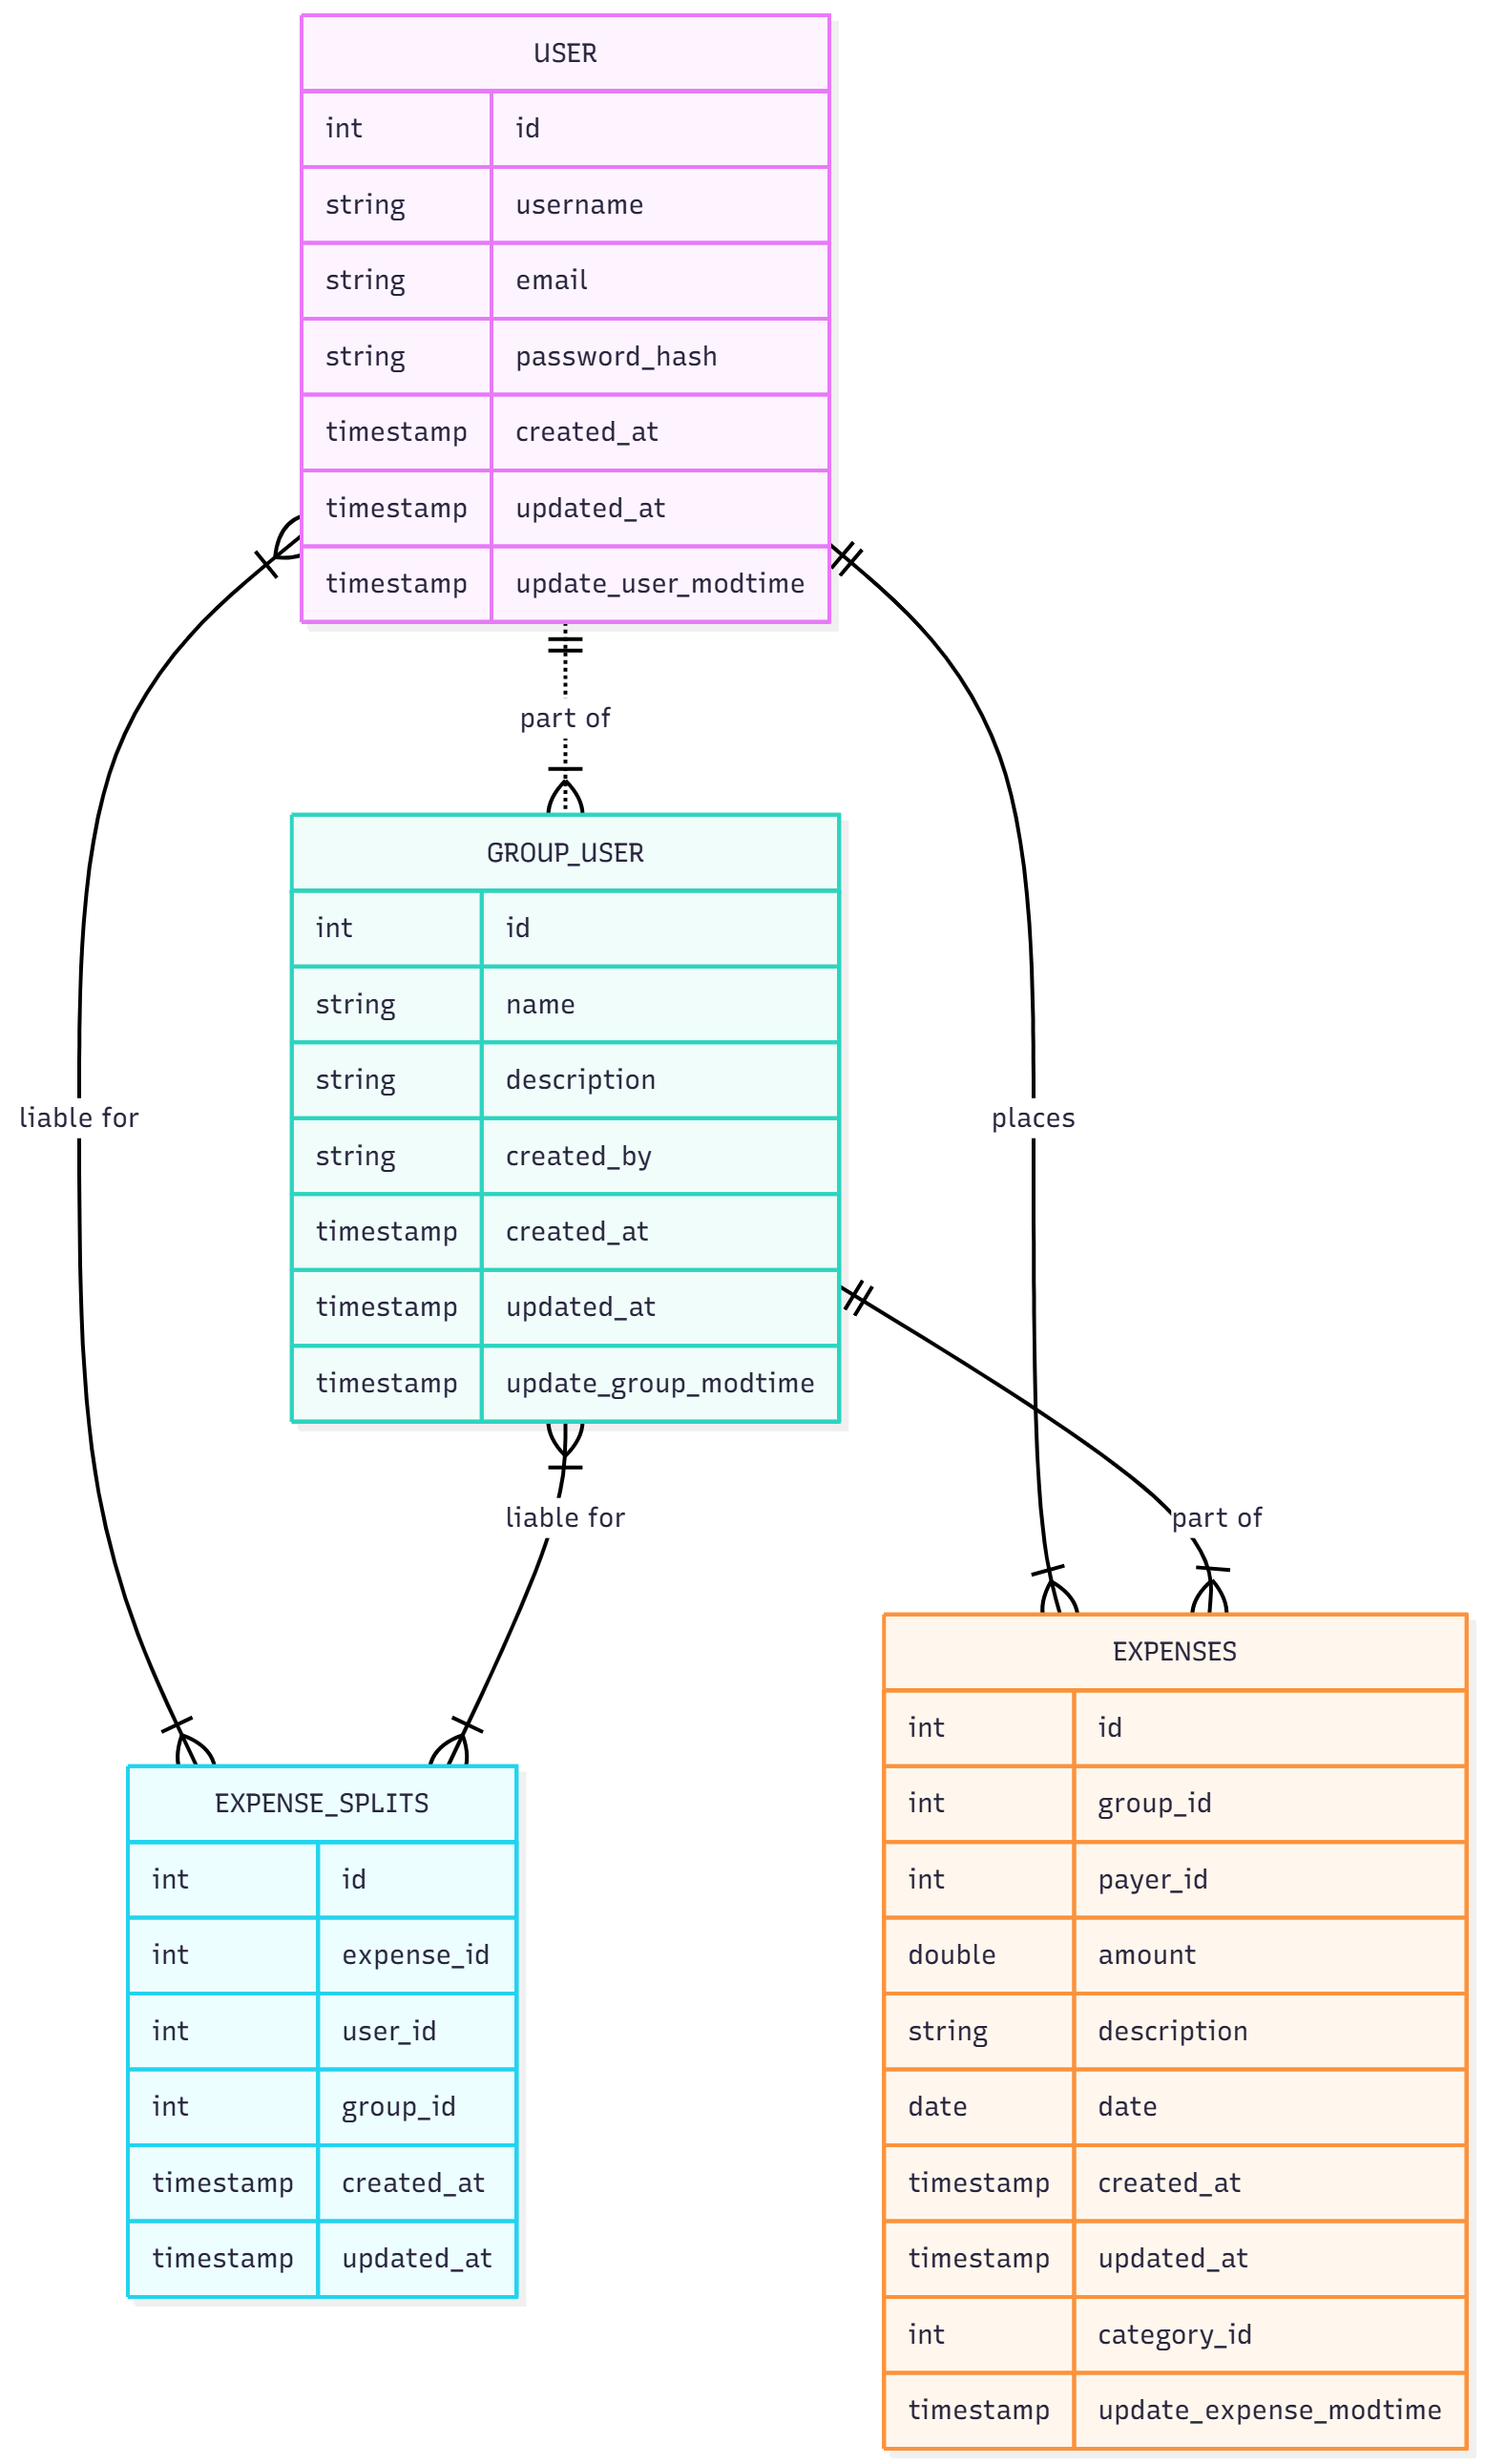 USER
int id
string username
string email
string password_hash
timestamp created_at
timestamp updated_at
timestamp update_user_modtime
part of
GROUP_USER
int id
string name
string description
string created_by
timestamp created_at
timestamp updated_at
timestamp update_group_modtime
liable for
places
liable for
part of
EXPENSE_SPLITS
int id
int expense_id
int user_id
int group_id
timestamp created_at
timestamp updated_at
EXPENSES
int id
int group_id
int payer_id
double amount
string description
date date
timestamp created_at
timestamp updated_at
int category_id
timestamp update_expense_modtime